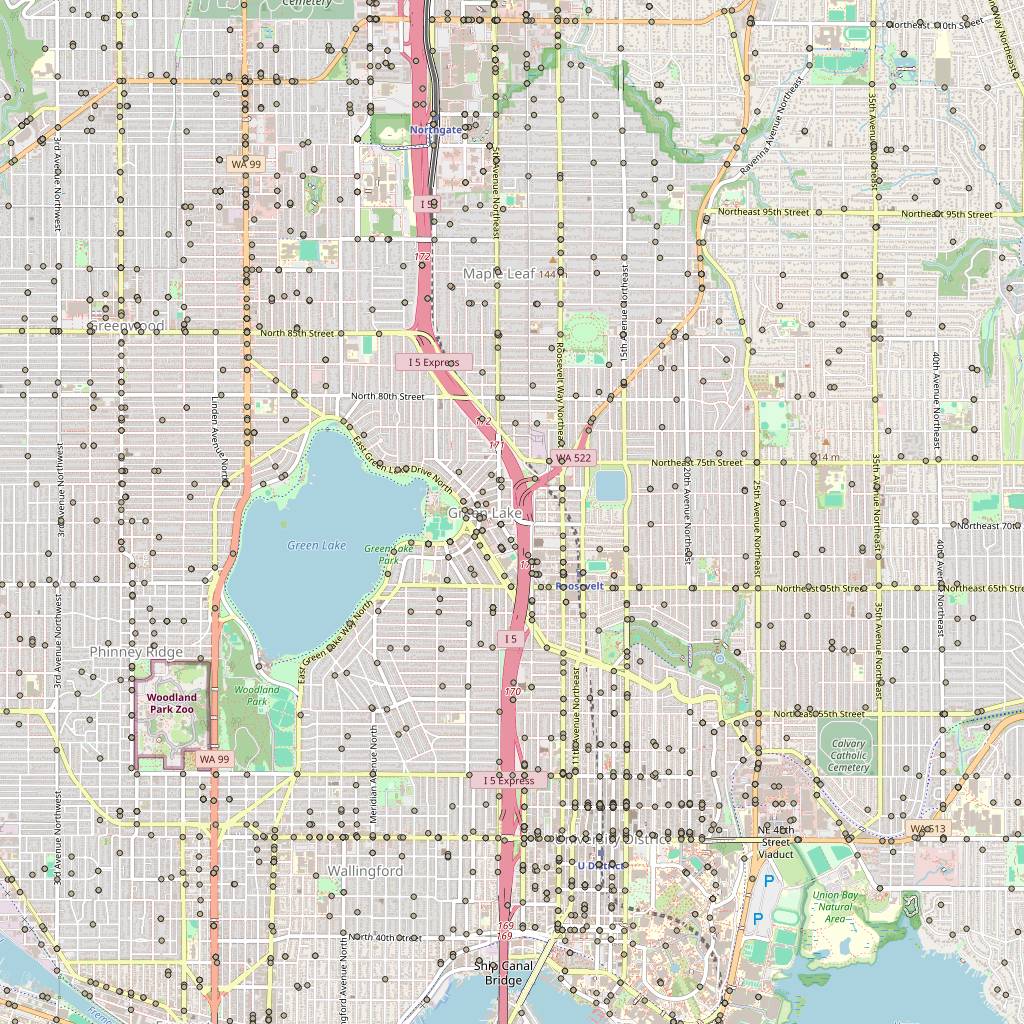 Cemetery
Northeast 110th Street
Northgate
WA 99
3rd Avenue Northwest
5th Avenue Northeast
35th Avenue Northeast
Ravenna Avenue Northeast
I 5
Northeast 95th Street
Northeast 95th Street
172
Maple Leaf
144
15th Avenue Northeast
Greenwood
North 85th Street
I 5 Express
Roosevelt Way Northeast
40th Avenue Northeast
North 80th Street
Linden Avenue North
172
171
East Green Lake Drive North
WA 522
Northeast 75th Street
14 m
3rd Avenue Northwest
20th Avenue Northeast
25th Avenue Northeast
35th Avenue Northeast
Green Lake
Northeast 70th
Green Lake
Green Lake
Park
40th Avenue Northeast
Roosevelt
Northeast 65th Street
Northeast 65th Street
3rd Avenue Northwest
35th Avenue Northeast
East Green Lake Way North
I 5
Phinney Ridge
Woodland
Park Zoo
Woodland
Park
170
11th Avenue Northeast
Northeast 55th Street
Calvary
Catholic
Cemetery
Meridian Avenue North
WA 99
I 5 Express
3rd Avenue Northwest
University District
NE 45th
Street
Viaduct
WA 513
Wallingford
U District
P
P
Union Bay
Natural
Area
169
169
North 40th Street
Ship Canal
Bridge